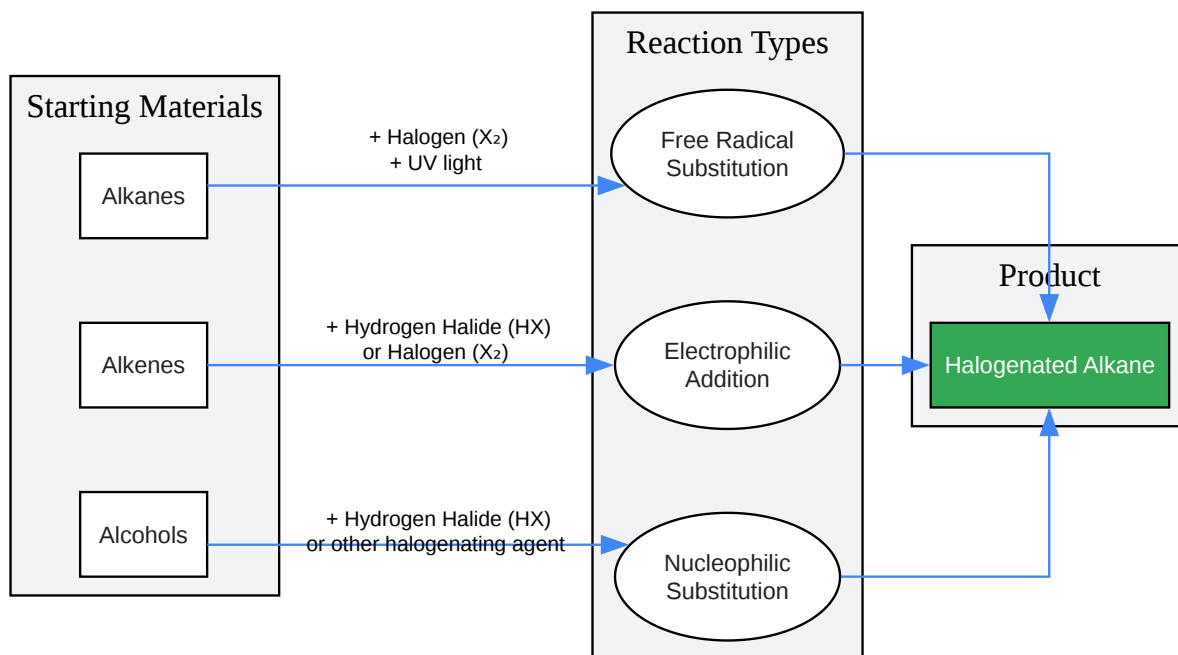 Starting Materials
Alkanes
Alkenes
Alcohols
+ Halogen (X₂)
+ UV light
+ Hydrogen Halide (HX)
or Halogen (X₂)
+ Hydrogen Halide (HX)
or other halogenating agent
Reaction Types
Free Radical
Substitution
Electrophilic
Addition
Nucleophilic
Substitution
Product
Halogenated Alkane